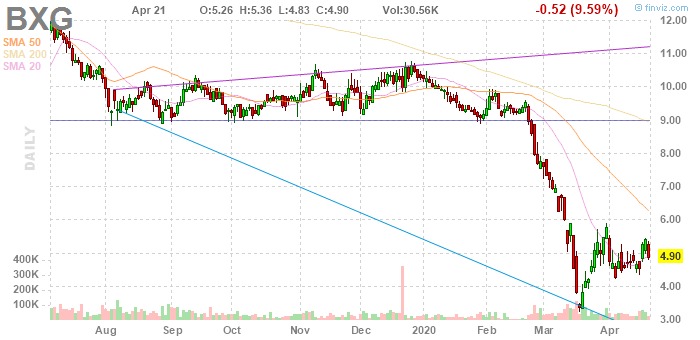 BXG
Apr 21 O:5.26 H:5.36 L:4.83 C:4.90 Vol:30.56K -0.52 (9.59%)
© finviz.com
SMA 50
SMA 200
SMA 20
DAILY
12.00
11.00
10.00
9.00
8.00
7.00
6.00
4.90
4.00
3.00
400K
300K
200K
100K
Aug Sep Oct Nov Dec 2020 Feb Mar Apr